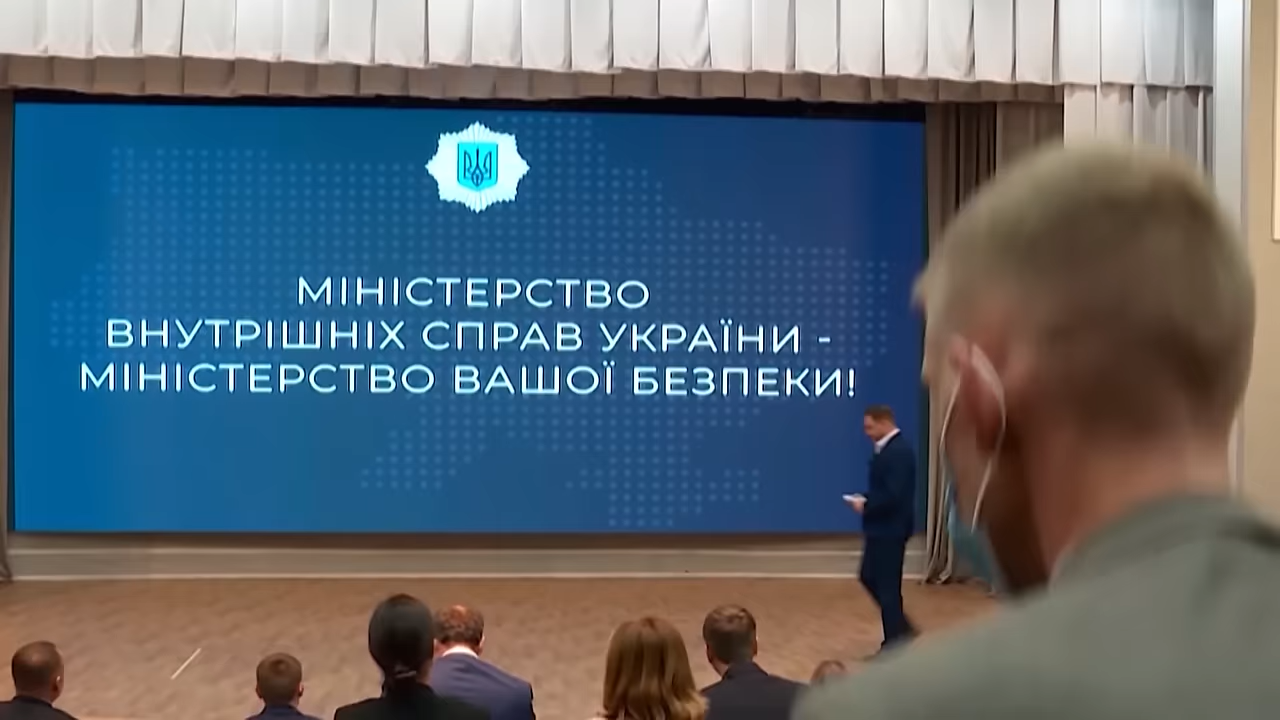 МІНІСТЕРСТВО
ВНУТРІШНІХ СПРАВ УКРАЇНИ -
МІНІСТЕРСТВО ВАШОЇ БЕЗПЕКИ!